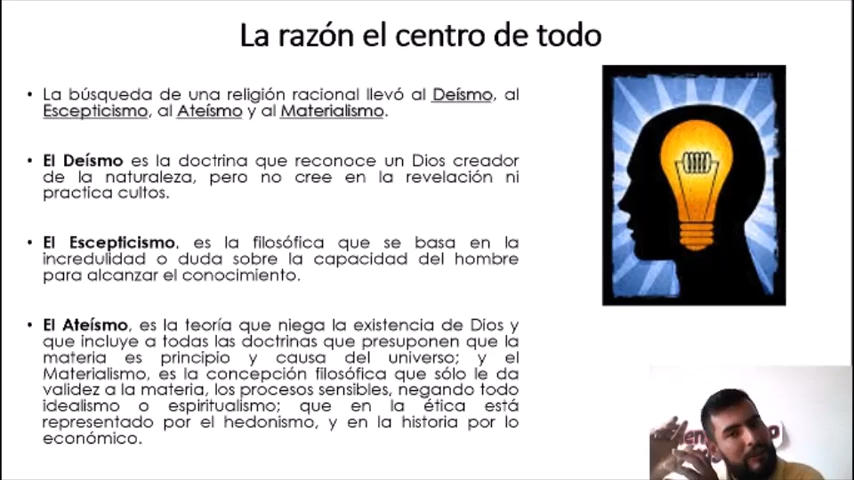 La razón el centro de todo
• La búsqueda de una religión racional llevó al Deísmo, al
Escepticismo, al Ateísmo y al Materialismo.
• El Deísmo es la doctrina que reconoce un Dios creador
de la naturaleza, pero no cree en la revelación ni
practica cultos.
• El Escepticismo, es la filosófica que se basa en la
incredulidad o duda sobre la capacidad del hombre
para alcanzar el conocimiento.
• El Ateísmo, es la teoría que niega la existencia de Dios y
que incluye a todas las doctrinas que presuponen que la
materia es principio y causa del universo; y el
Materialismo, es la concepción filosófica que sólo le da
validez a la materia, los procesos sensibles, negando todo
idealismo o espiritualismo; que en la ética está
representado por el hedonismo, y en la historia por lo
económico.